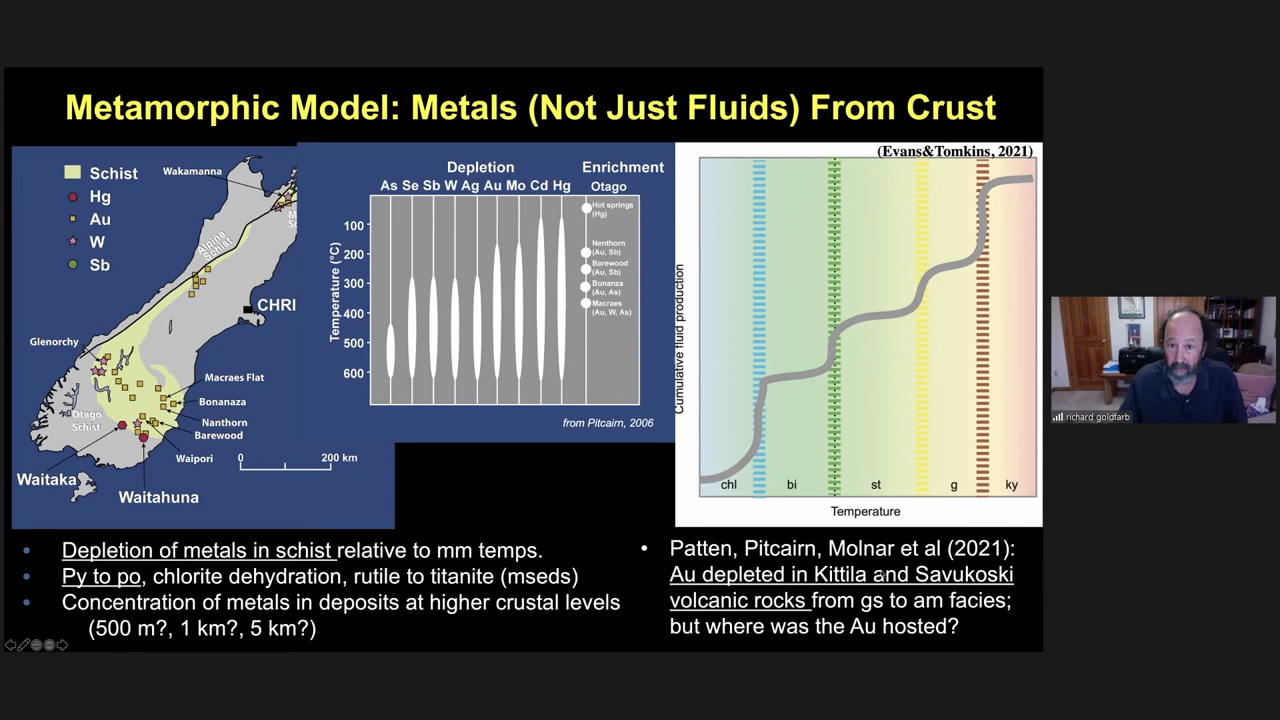 Metamorphic Model: Metals (Not Just Fluids) From Crust
Schist
Hg
Au
W
Sb
Wakamanna
Alpine
Schist
CHRI
Glenorchy
Macraes Flat
Bonanaza
Otago
Schist
Nanthorn
Barewood
Waipori
0 200 km
Waitaka
Waitahuna
Depletion Enrichment
As Se Sb W Ag Au Mo Cd Hg Otago
Temperature (°C)
100
200
300
400
500
600
Hot springs
(Hg)
Nenthorn
(Au, Sb)
Barewood
(Au, Sb)
Bonanza
(Au, As)
Macraes
(Au, W, As)
from Pitcairn, 2006
(Evans&Tomkins, 2021)
Cumulative fluid production
chl bi st g ky
Temperature
• Depletion of metals in schist relative to mm temps.
• Py to po, chlorite dehydration, rutile to titanite (mseds)
• Concentration of metals in deposits at higher crustal levels
(500 m?, 1 km?, 5 km?)
• Patten, Pitcairn, Molnar et al (2021):
Au depleted in Kittila and Savukoski
volcanic rocks from gs to am facies;
but where was the Au hosted?
richard goldfarb